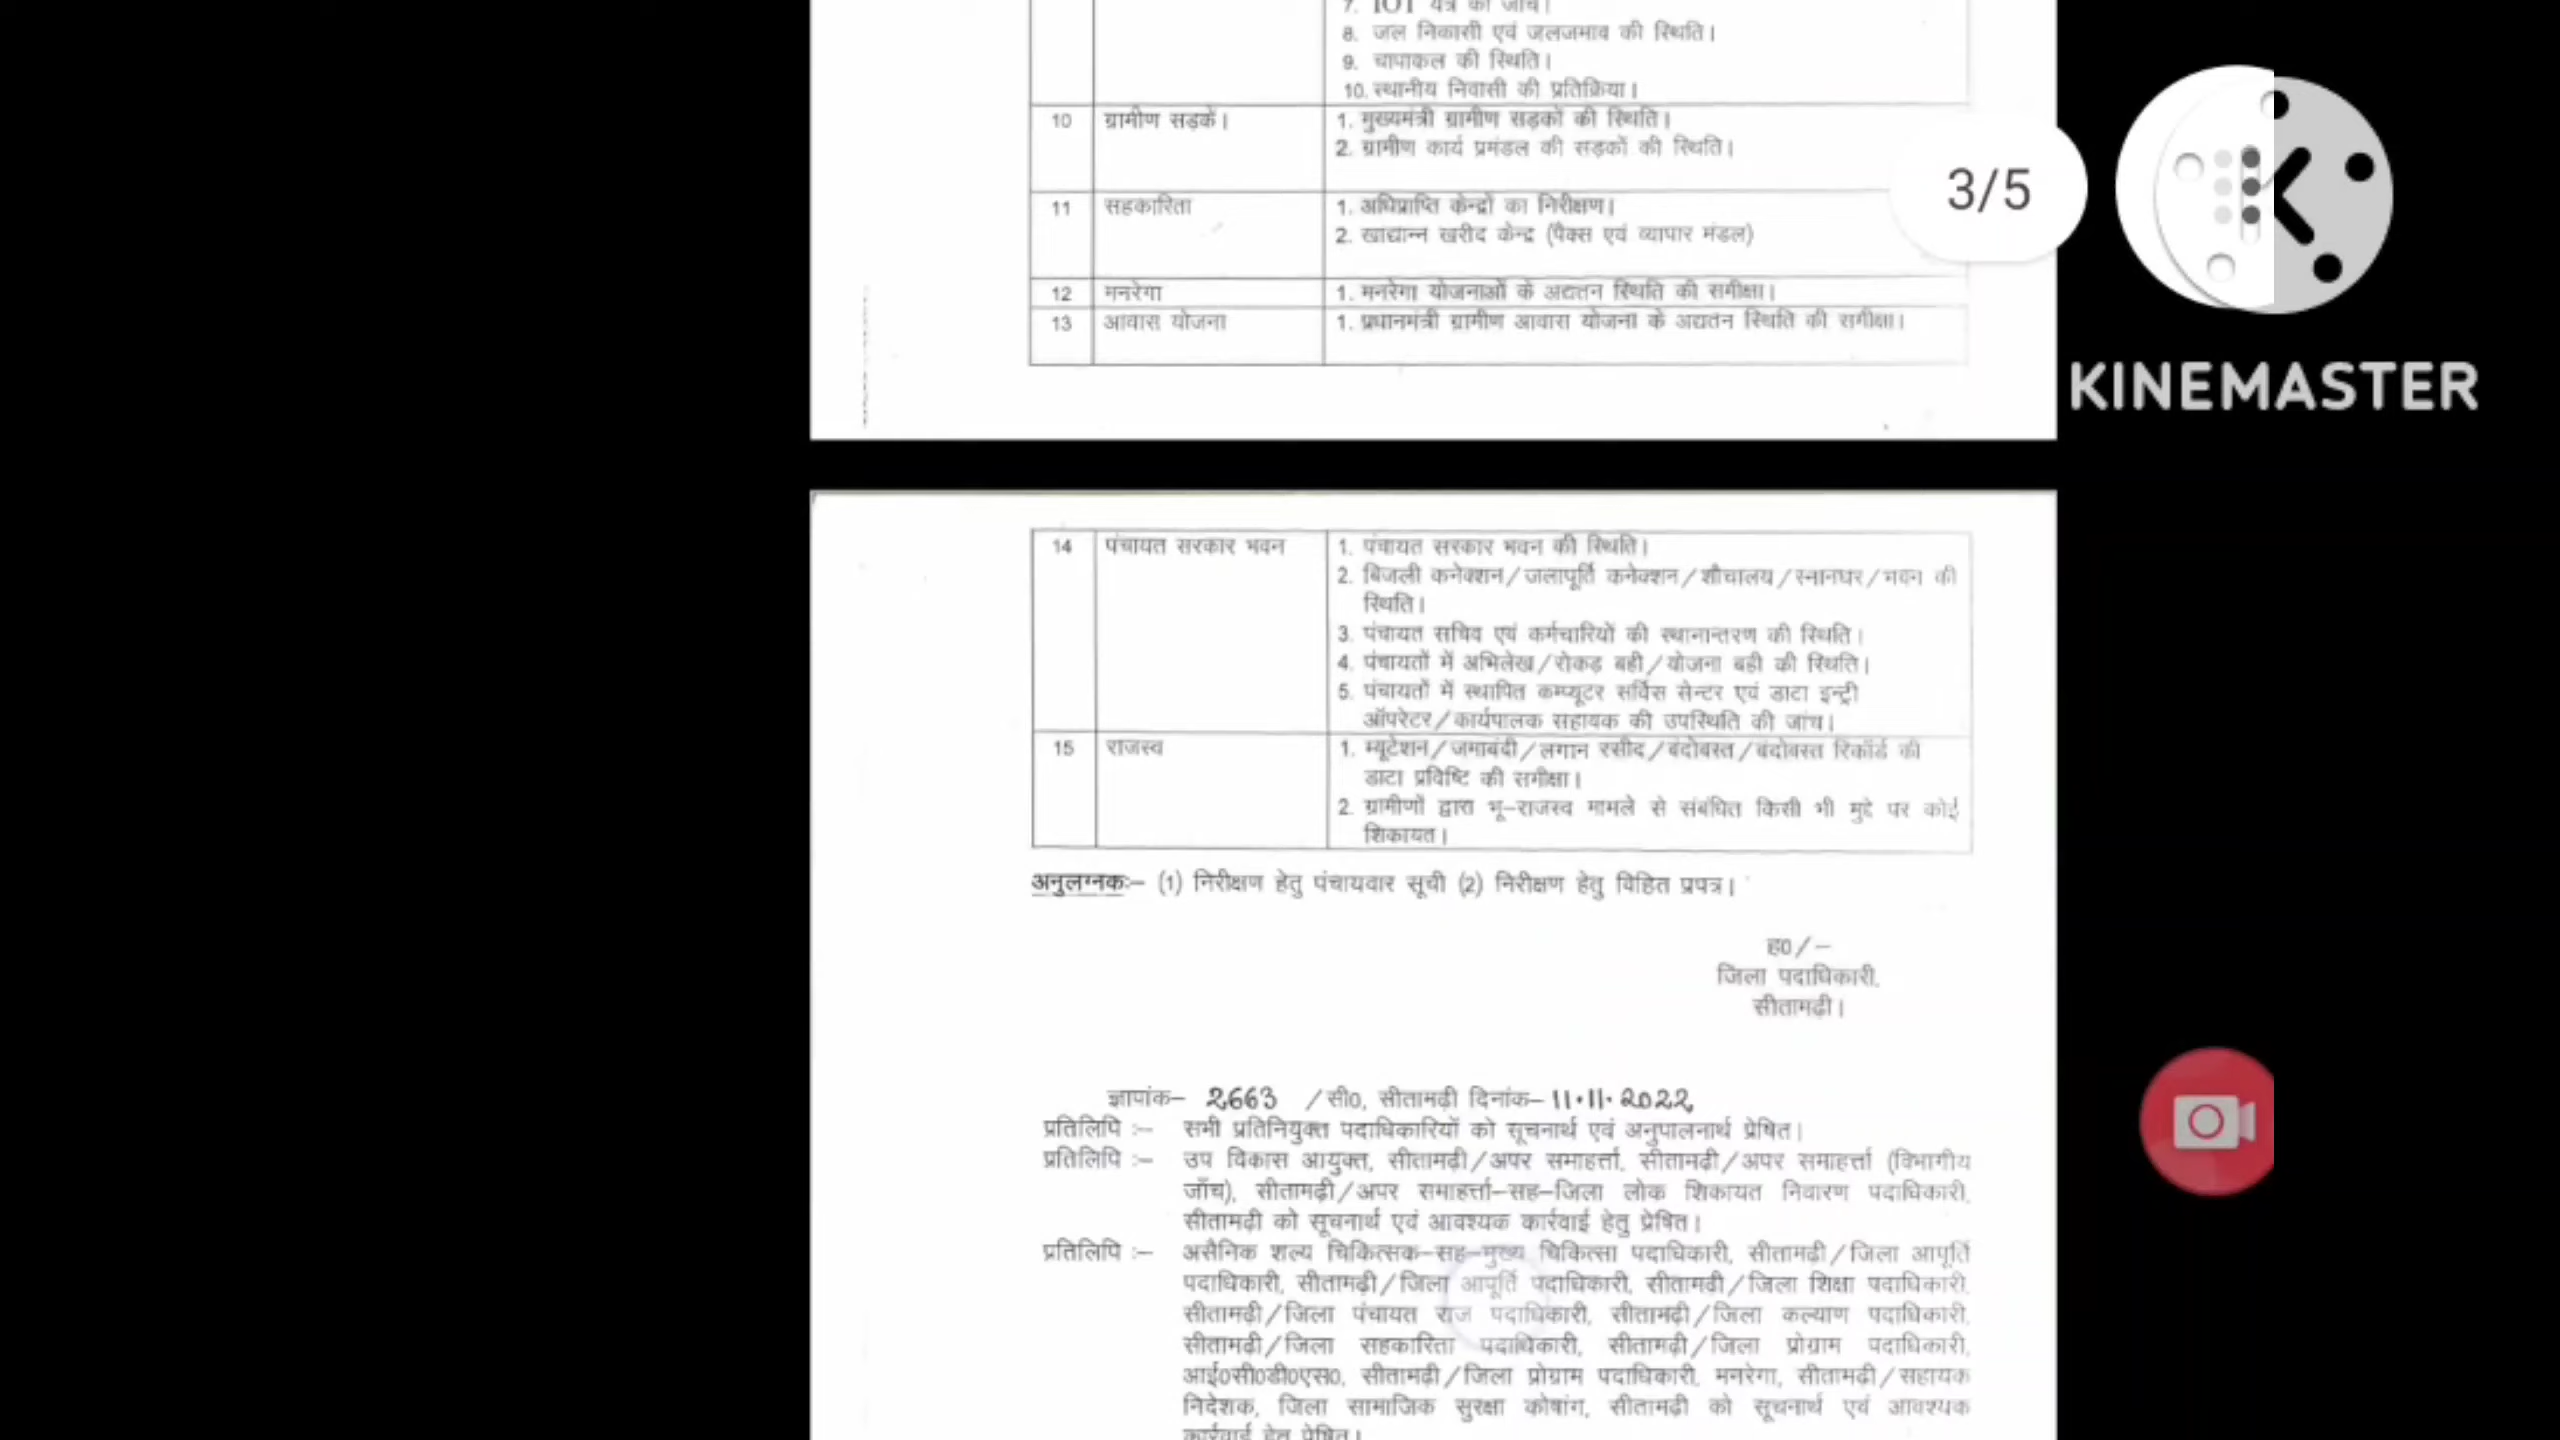 7. IOT यंत्र की जाँच।
8. जल निकासी एवं जलजमाव की स्थिति।
9. चापाकल की स्थिति।
10. स्थानीय निवासी की प्रतिक्रिया।
10 ग्रामीण सड़कें। 1. मुख्यमंत्री ग्रामीण सड़कों की स्थिति।
2. ग्रामीण कार्य प्रमंडल की सड़कों की स्थिति।
3/5
11 सहकारिता 1. अधिप्राप्ति केन्द्रों का निरीक्षण।
2. खाद्यान्न खरीद केन्द्र (पैक्स एवं व्यापार मंडल)
12 मनरेगा 1. मनरेगा योजनाओं के अद्यतन स्थिति की समीक्षा।
13 आवास योजना 1. प्रधानमंत्री ग्रामीण आवास योजना के अद्यतन स्थिति की समीक्षा।
KINEMASTER
14 पंचायत सरकार भवन 1. पंचायत सरकार भवन की स्थिति।
2. बिजली कनेक्शन/जलापूर्ति कनेक्शन/शौचालय/स्नानघर/भवन की
स्थिति।
3. पंचायत सचिव एवं कर्मचारियों की स्थानान्तरण की स्थिति।
4. पंचायतों में अभिलेख/रोकड़ बही/योजना बही की स्थिति।
5. पंचायतों में स्थापित कम्प्यूटर सर्विस सेन्टर एवं डाटा इन्ट्री
ऑपरेटर/कार्यपालक सहायक की उपस्थिति की जांच।
15 राजस्व 1. म्यूटेशन/जमाबंदी/लगान रसीद/बंदोबस्त/बंदोबस्त रिकॉर्ड की
डाटा प्रविष्टि की समीक्षा।
2. ग्रामीणों द्वारा भू-राजस्व मामले से संबंधित किसी भी मुद्दे पर कोई
शिकायत।
अनुलग्नकः- (1) निरीक्षण हेतु पंचायवार सूची (2) निरीक्षण हेतु विहित प्रपत्र।
ह0/-
जिला पदाधिकारी,
सीतामढ़ी।
ज्ञापांक- 2663 /सी0, सीतामढ़ी दिनांक- 11.11.2022
प्रतिलिपि :- सभी प्रतिनियुक्त पदाधिकारियों को सूचनार्थ एवं अनुपालनार्थ प्रेषित।
प्रतिलिपि :- उप विकास आयुक्त, सीतामढ़ी/अपर समाहर्त्ता, सीतामढ़ी/अपर समाहर्त्ता (विभागीय
जाँच), सीतामढ़ी/अपर समाहर्त्ता-सह-जिला लोक शिकायत निवारण पदाधिकारी,
सीतामढ़ी को सूचनार्थ एवं आवश्यक कार्रवाई हेतु प्रेषित।
प्रतिलिपि :- असैनिक शल्य चिकित्सक-सह-मुख्य चिकित्सा पदाधिकारी, सीतामढ़ी/जिला आपूर्ति
पदाधिकारी, सीतामढ़ी/जिला आपूर्ति पदाधिकारी, सीतामढ़ी/जिला शिक्षा पदाधिकारी,
सीतामढ़ी/जिला पंचायत राज पदाधिकारी, सीतामढ़ी/जिला कल्याण पदाधिकारी,
सीतामढ़ी/जिला सहकारिता पदाधिकारी, सीतामढ़ी/जिला प्रोग्राम पदाधिकारी,
आई0सी0डी0एस0, सीतामढ़ी/जिला प्रोग्राम पदाधिकारी, मनरेगा, सीतामढ़ी/सहायक
निदेशक, जिला सामाजिक सुरक्षा कोषांग, सीतामढ़ी को सूचनार्थ एवं आवश्यक
कार्रवाई हेतु प्रेषित।